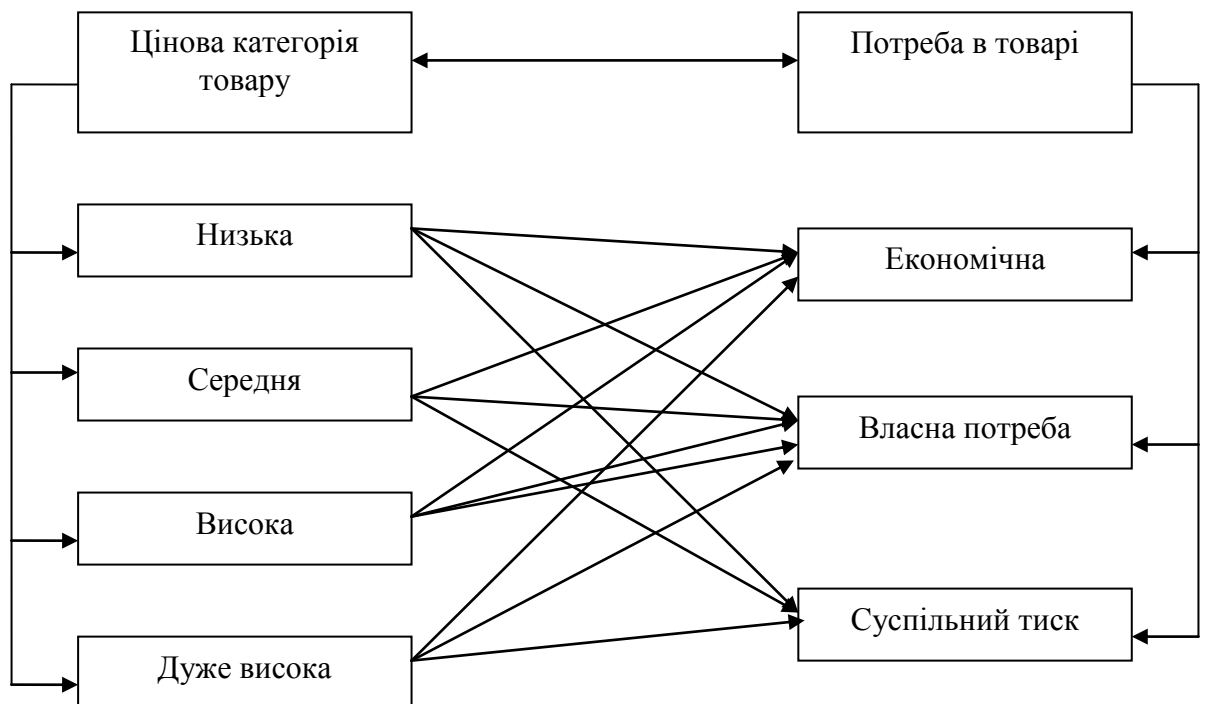 Цінова категорія
товару
Потреба в товарі
Низька
Економічна
Середня
Власна потреба
Висока
Суспільний тиск
Дуже висока